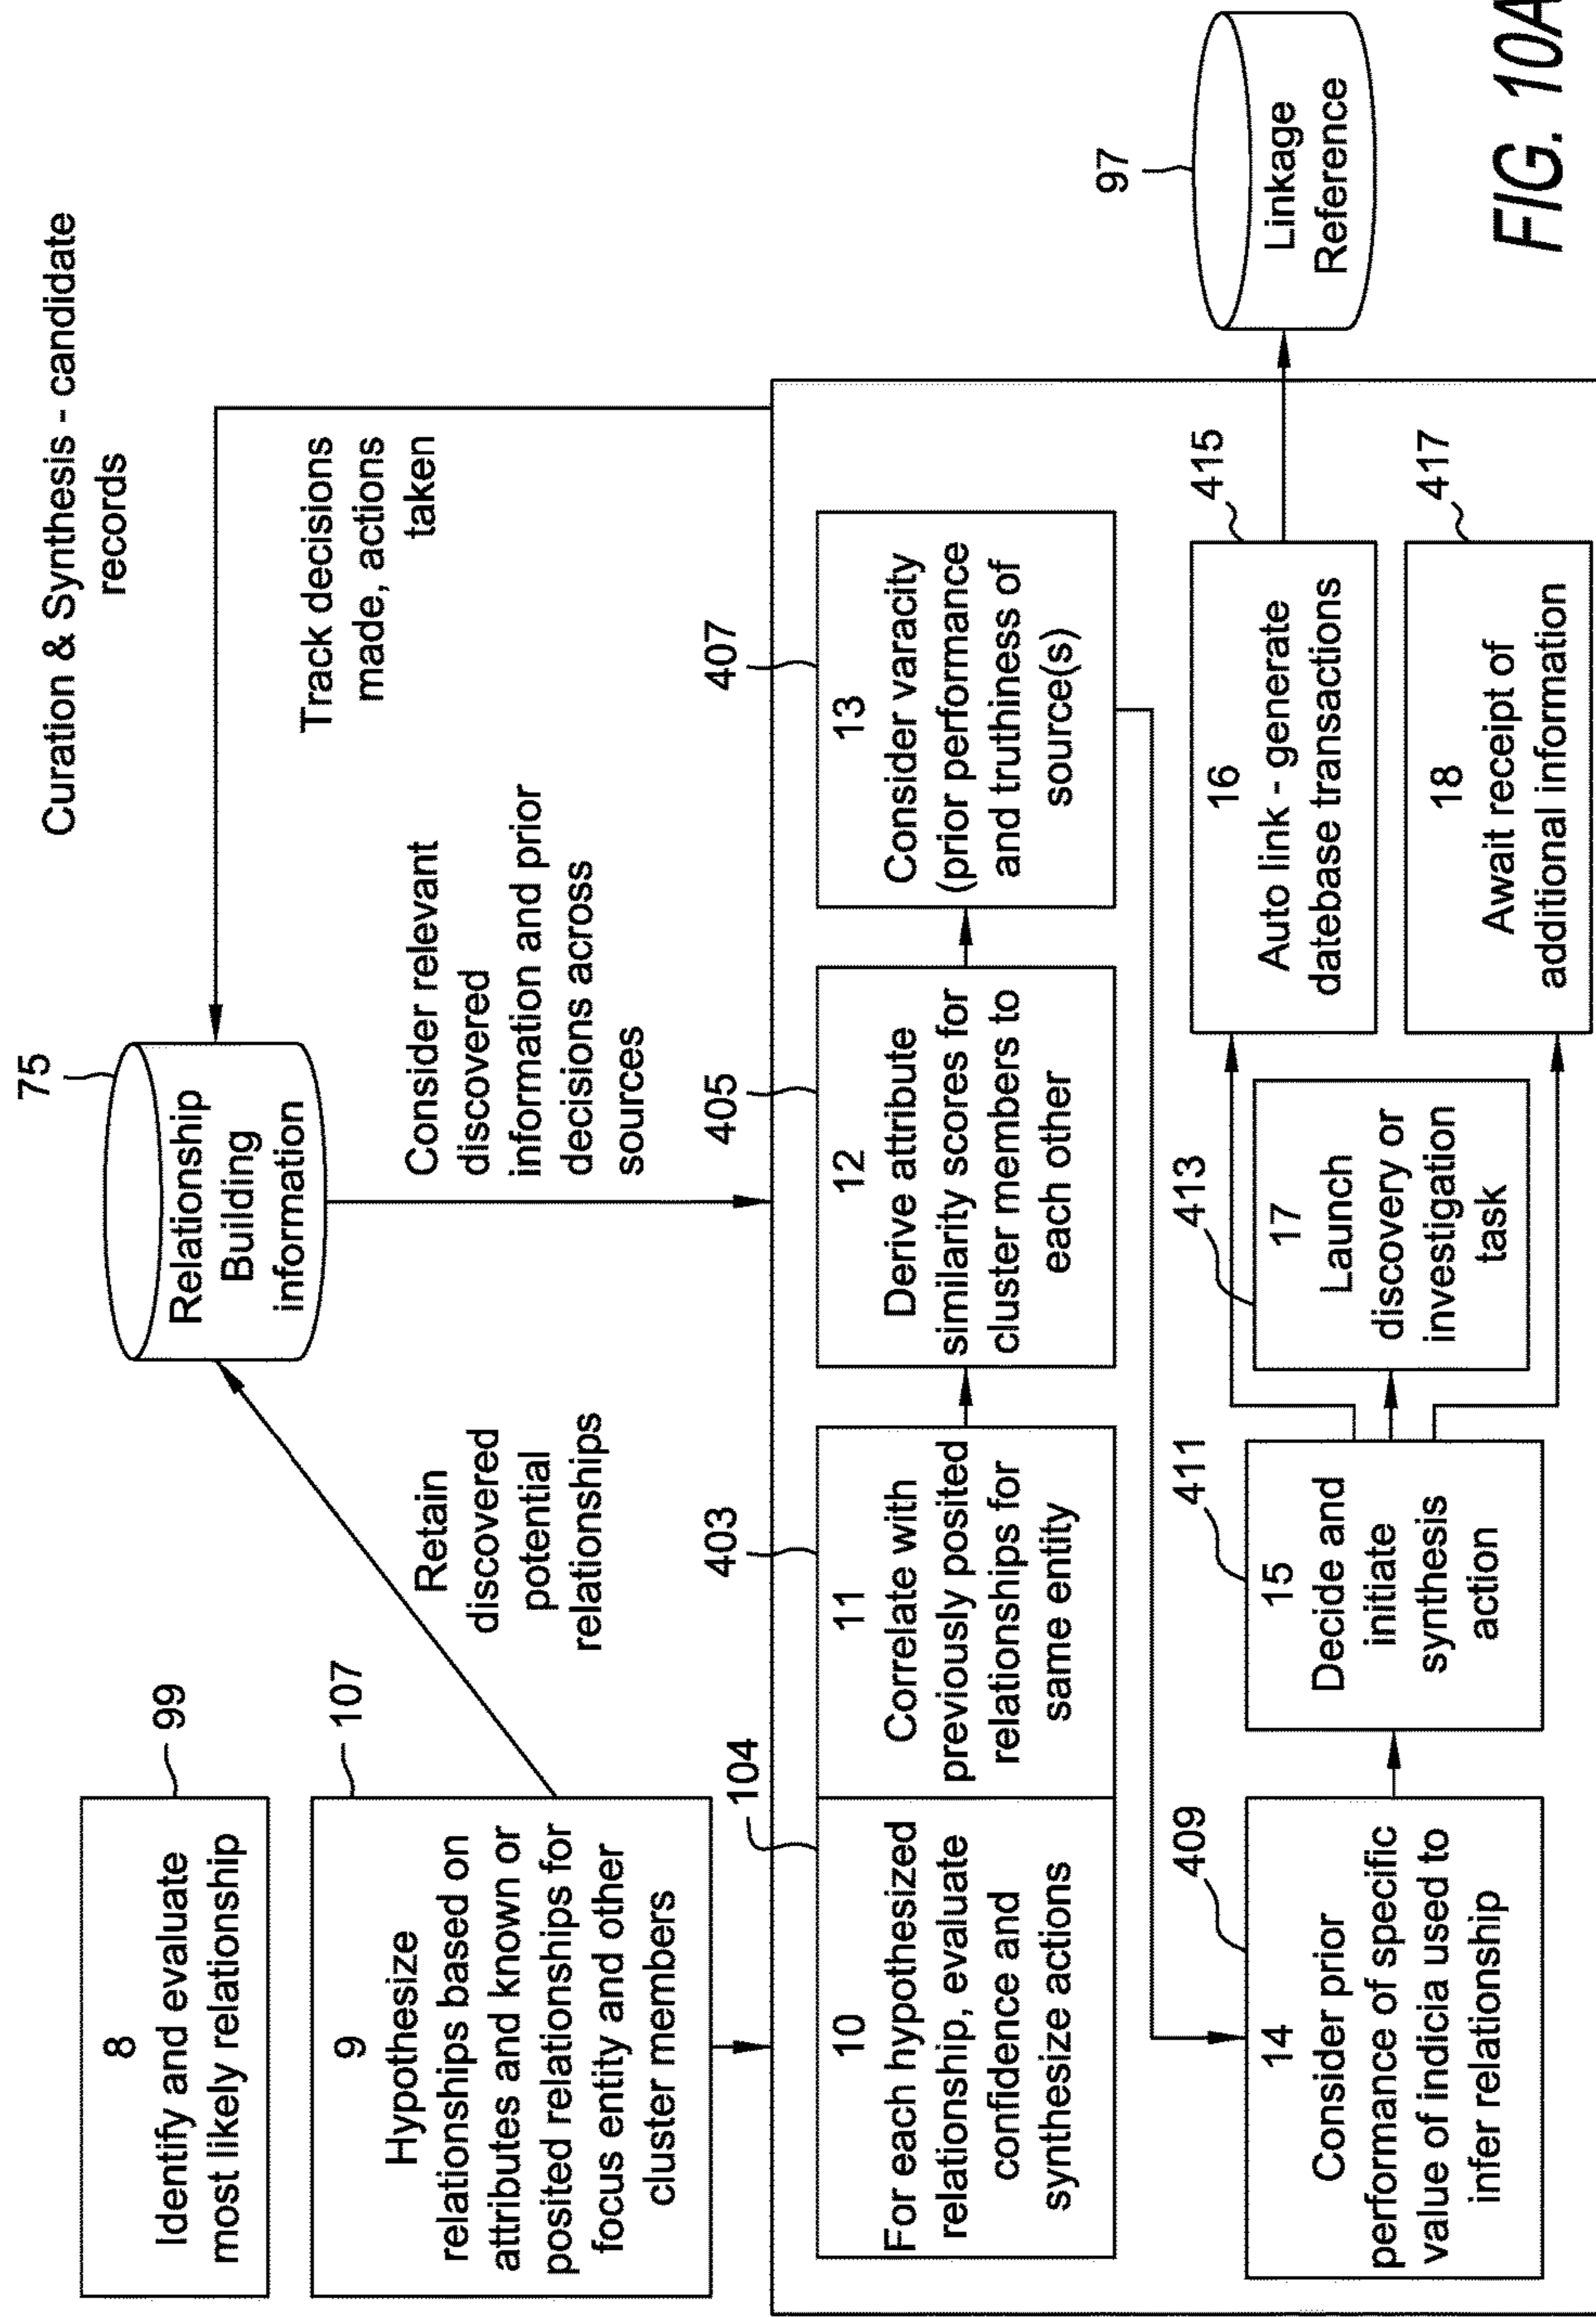 Curation & Synthesis - candidate
records
75
Relationship
Building
information
Track decisions
made, actions
taken
Consider relevant
discovered
information and prior
decisions across
sources
Retain
discovered
potential
relationships
99
8
Identify and evaluate
most likely relationship
107
9
Hypothesize
relationships based on
attributes and known or
posited relationships for
focus entity and other
cluster members
104
10
For each hypothesized
relationship, evaluate
confidence and
synthesize actions
403
11
Correlate with
previously posited
relationships for
same entity
405
12
Derive attribute
similarity scores for
cluster members to
each other
407
13
Consider varacity
(prior performance
and truthiness of
source(s)
409
14
Consider prior
performance of specific
value of indicia used to
infer relationship
411
15
Decide and
initiate
synthesis
action
413
17
Launch
discovery or
investigation
task
415
16
Auto link - generate
datebase transactions
417
18
Await receipt of
additional information
97
Linkage
Reference
FIG. 10A